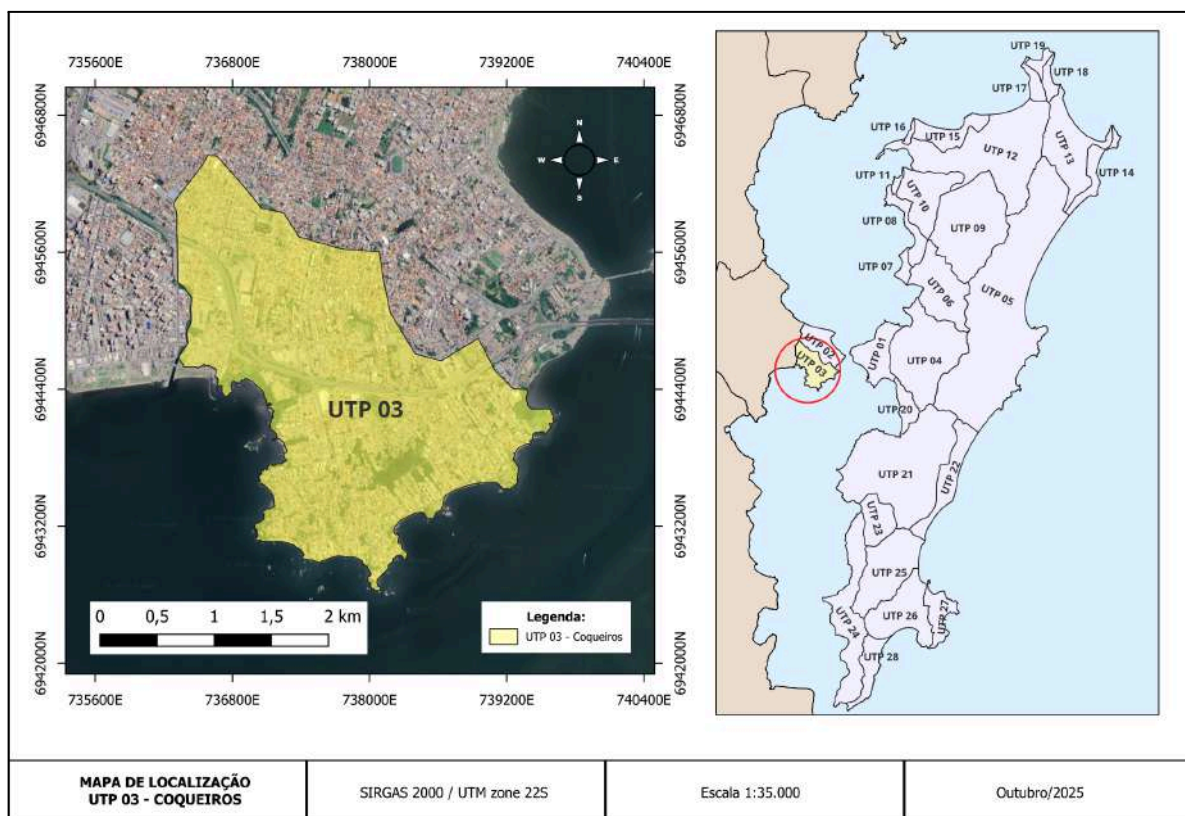 735600E 736800E 738000E 739200E 740400E
6946800N
6945600N
6944400N
6943200N
6942000N
N
W E
S
UTP 03
0 0,5 1 1,5 2 km
Legenda:
UTP 03 - Coqueiros
6946800N
6945600N
6944400N
6943200N
6942000N
735600E 736800E 738000E 739200E 740400E
UTP 19
UTP 18
UTP 17
UTP 16
UTP 15
UTP 12
UTP 13
UTP 14
UTP 11
UTP 10
UTP 08
UTP 09
UTP 07
UTP 06
UTP 05
UTP 02
UTP 01
UTP 03
UTP 04
UTP 20
UTP 21
UTP 22
UTP 23
UTP 25
UTP 24
UTP 26
UTP 27
UTP 28
MAPA DE LOCALIZAÇÃO
UTP 03 - COQUEIROS
SIRGAS 2000 / UTM zone 22S
Escala 1:35.000
Outubro/2025